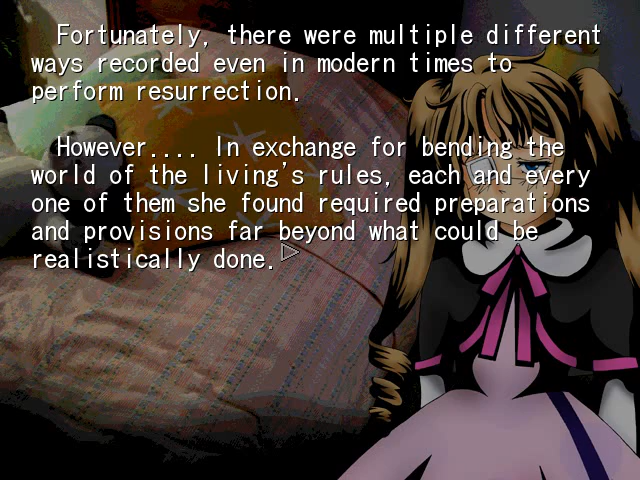 Fortunately, there were multiple different
ways recorded even in modern times to
perform resurrection.
However.... In exchange for bending the
world of the living's rules, each and every
one of them she found required preparations
and provisions far beyond what could be
realistically done.